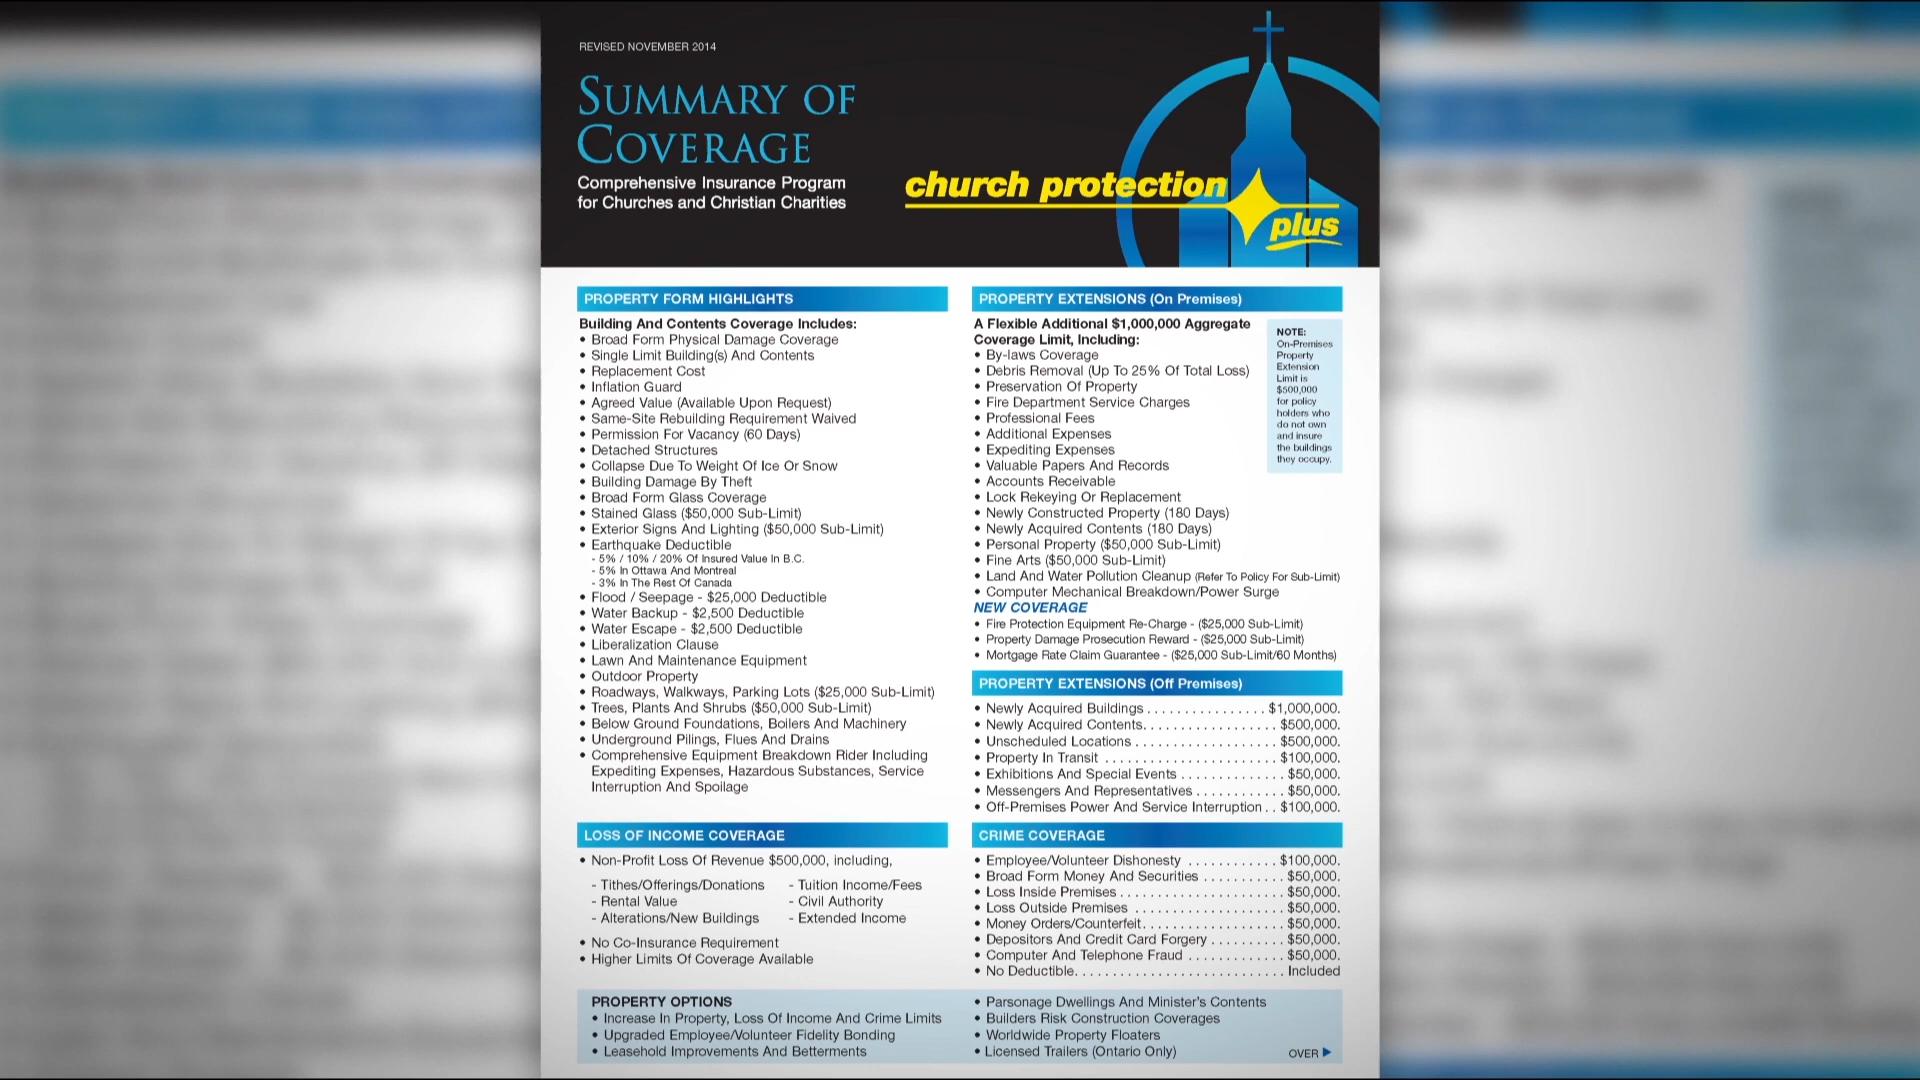 REVISED NOVEMBER 2014
SUMMARY OF
COVERAGE
Comprehensive Insurance Program
for Churches and Christian Charities
church protection
plus
PROPERTY FORM HIGHLIGHTS
Building And Contents Coverage Includes:
• Broad Form Physical Damage Coverage
• Single Limit Building(s) And Contents
• Replacement Cost
• Inflation Guard
• Agreed Value (Available Upon Request)
• Same-Site Rebuilding Requirement Waived
• Permission For Vacancy (60 Days)
• Detached Structures
• Collapse Due To Weight Of Ice Or Snow
• Building Damage By Theft
• Broad Form Glass Coverage
• Stained Glass ($50,000 Sub-Limit)
• Exterior Signs And Lighting ($50,000 Sub-Limit)
• Earthquake Deductible
- 5% / 10% / 20% Of Insured Value In B.C.
- 5% In Ottawa And Montreal
- 3% In The Rest Of Canada
• Flood / Seepage - $25,000 Deductible
• Water Backup - $2,500 Deductible
• Water Escape - $2,500 Deductible
• Liberalization Clause
• Lawn And Maintenance Equipment
• Outdoor Property
• Roadways, Walkways, Parking Lots ($25,000 Sub-Limit)
• Trees, Plants And Shrubs ($50,000 Sub-Limit)
• Below Ground Foundations, Boilers And Machinery
• Underground Pilings, Flues And Drains
• Comprehensive Equipment Breakdown Rider Including
Expediting Expenses, Hazardous Substances, Service
Interruption And Spoilage
PROPERTY EXTENSIONS (On Premises)
A Flexible Additional $1,000,000 Aggregate
Coverage Limit, Including:
• By-laws Coverage
• Debris Removal (Up To 25% Of Total Loss)
• Preservation Of Property
• Fire Department Service Charges
• Professional Fees
• Additional Expenses
• Expediting Expenses
• Valuable Papers And Records
• Accounts Receivable
• Lock Rekeying Or Replacement
• Newly Constructed Property (180 Days)
• Newly Acquired Contents (180 Days)
• Personal Property ($50,000 Sub-Limit)
• Fine Arts ($50,000 Sub-Limit)
• Land And Water Pollution Cleanup (Refer To Policy For Sub-Limit)
• Computer Mechanical Breakdown/Power Surge
NEW COVERAGE
• Fire Protection Equipment Re-Charge - ($25,000 Sub-Limit)
• Property Damage Prosecution Reward - ($25,000 Sub-Limit)
• Mortgage Rate Claim Guarantee - ($25,000 Sub-Limit/60 Months)
NOTE:
On-Premises
Property
Extension
Limit is
$500,000
for policy
holders who
do not own
and insure
the buildings
they occupy.
PROPERTY EXTENSIONS (Off Premises)
• Newly Acquired Buildings . . . . . . . . . . . . . . . . $1,000,000.
• Newly Acquired Contents. . . . . . . . . . . . . . . . . . $500,000.
• Unscheduled Locations . . . . . . . . . . . . . . . . . . . $500,000.
• Property In Transit . . . . . . . . . . . . . . . . . . . . . . . $100,000.
• Exhibitions And Special Events . . . . . . . . . . . . . . $50,000.
• Messengers And Representatives . . . . . . . . . . . . $50,000.
• Off-Premises Power And Service Interruption . . $100,000.
LOSS OF INCOME COVERAGE
• Non-Profit Loss Of Revenue $500,000, including,
- Tithes/Offerings/Donations - Tuition Income/Fees
- Rental Value - Civil Authority
- Alterations/New Buildings - Extended Income
• No Co-Insurance Requirement
• Higher Limits Of Coverage Available
CRIME COVERAGE
• Employee/Volunteer Dishonesty . . . . . . . . . . . . $100,000.
• Broad Form Money And Securities . . . . . . . . . . . $50,000.
• Loss Inside Premises . . . . . . . . . . . . . . . . . . . . . . $50,000.
• Loss Outside Premises . . . . . . . . . . . . . . . . . . . . $50,000.
• Money Orders/Counterfeit. . . . . . . . . . . . . . . . . . . $50,000.
• Depositors And Credit Card Forgery . . . . . . . . . . $50,000.
• Computer And Telephone Fraud . . . . . . . . . . . . . $50,000.
• No Deductible. . . . . . . . . . . . . . . . . . . . . . . . . . . . Included
PROPERTY OPTIONS
• Increase In Property, Loss Of Income And Crime Limits
• Upgraded Employee/Volunteer Fidelity Bonding
• Leasehold Improvements And Betterments
• Parsonage Dwellings And Minister's Contents
• Builders Risk Construction Coverages
• Worldwide Property Floaters
• Licensed Trailers (Ontario Only)
OVER